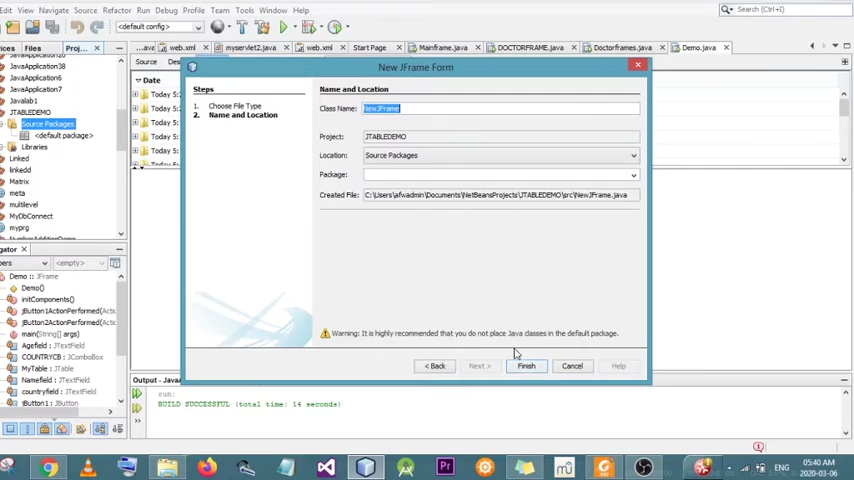 Edit View Navigate Source Refactor Run Debug Profile Team Tools Window Help
Search (Ctrl+I)
<default config>
Files
Proj...
web.xml
myservlet2.java
web.xml
Start Page
Mainframe.java
DOCTORFRAME.java
Doctorframes.java
Demo.java
JavaApplication6
JavaApplication7
Javalab1
JTABLEDEMO
Source Packages
<default package>
Libraries
Linked
linkedd
Matrix
meta
multilevel
MyDbConnect
myprg
Source
Date
Today 5:
Today 5:
Today 5:
Today 5:
Today 5:
New JFrame Form
Steps
1. Choose File Type
2. Name and Location
Name and Location
Class Name: NewJFrame
Project: JTABLEDEMO
Location: Source Packages
Package:
Created File: C:\Users\afwadmin\Documents\NetBeansProjects\JTABLEDEMO\src\NewJFrame.java
Warning: It is highly recommended that you do not place Java classes in the default package.
< Back
Next >
Finish
Cancel
Help
<empty>
Demo :: JFrame
Demo()
initComponents()
jButton1ActionPerformed(Actio
jButton2ActionPerformed(Actio
main(String[] args)
Agefield : JTextField
COUNTRYCB : JComboBox
MyTable : JTable
Namefield : JTextField
countryfield : JTextField
jButton1 : JButton
run:
BUILD SUCCESSFUL (total time: 14 seconds)
ENG
05:40 AM
2020-03-06